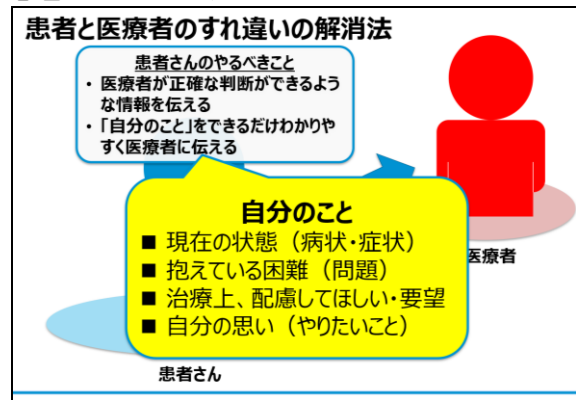 患者と医療者のすれ違いの解消法
患者さんのやるべきこと
・ 医療者が正確な判断ができるよう
な情報を伝える
・ 「自分のこと」をできるだけわかりや
すく医療者に伝える
自分のこと
■ 現在の状態（病状・症状）
■ 抱えている困難（問題）
■ 治療上、配慮してほしい・要望
■ 自分の思い（やりたいこと）
医療者
患者さん